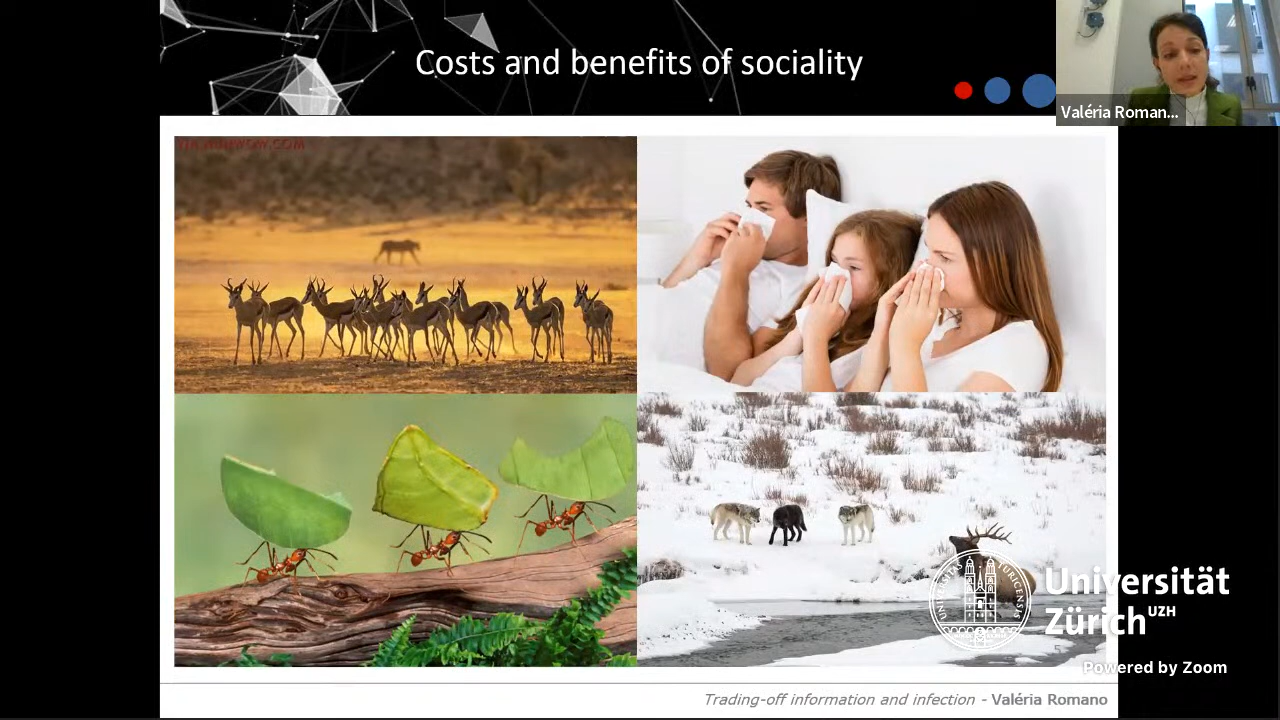 Costs and benefits of sociality
Valéria Roman...
Universität
Zürich UZH
Powered by Zoom
Trading-off information and infection - Valéria Romano